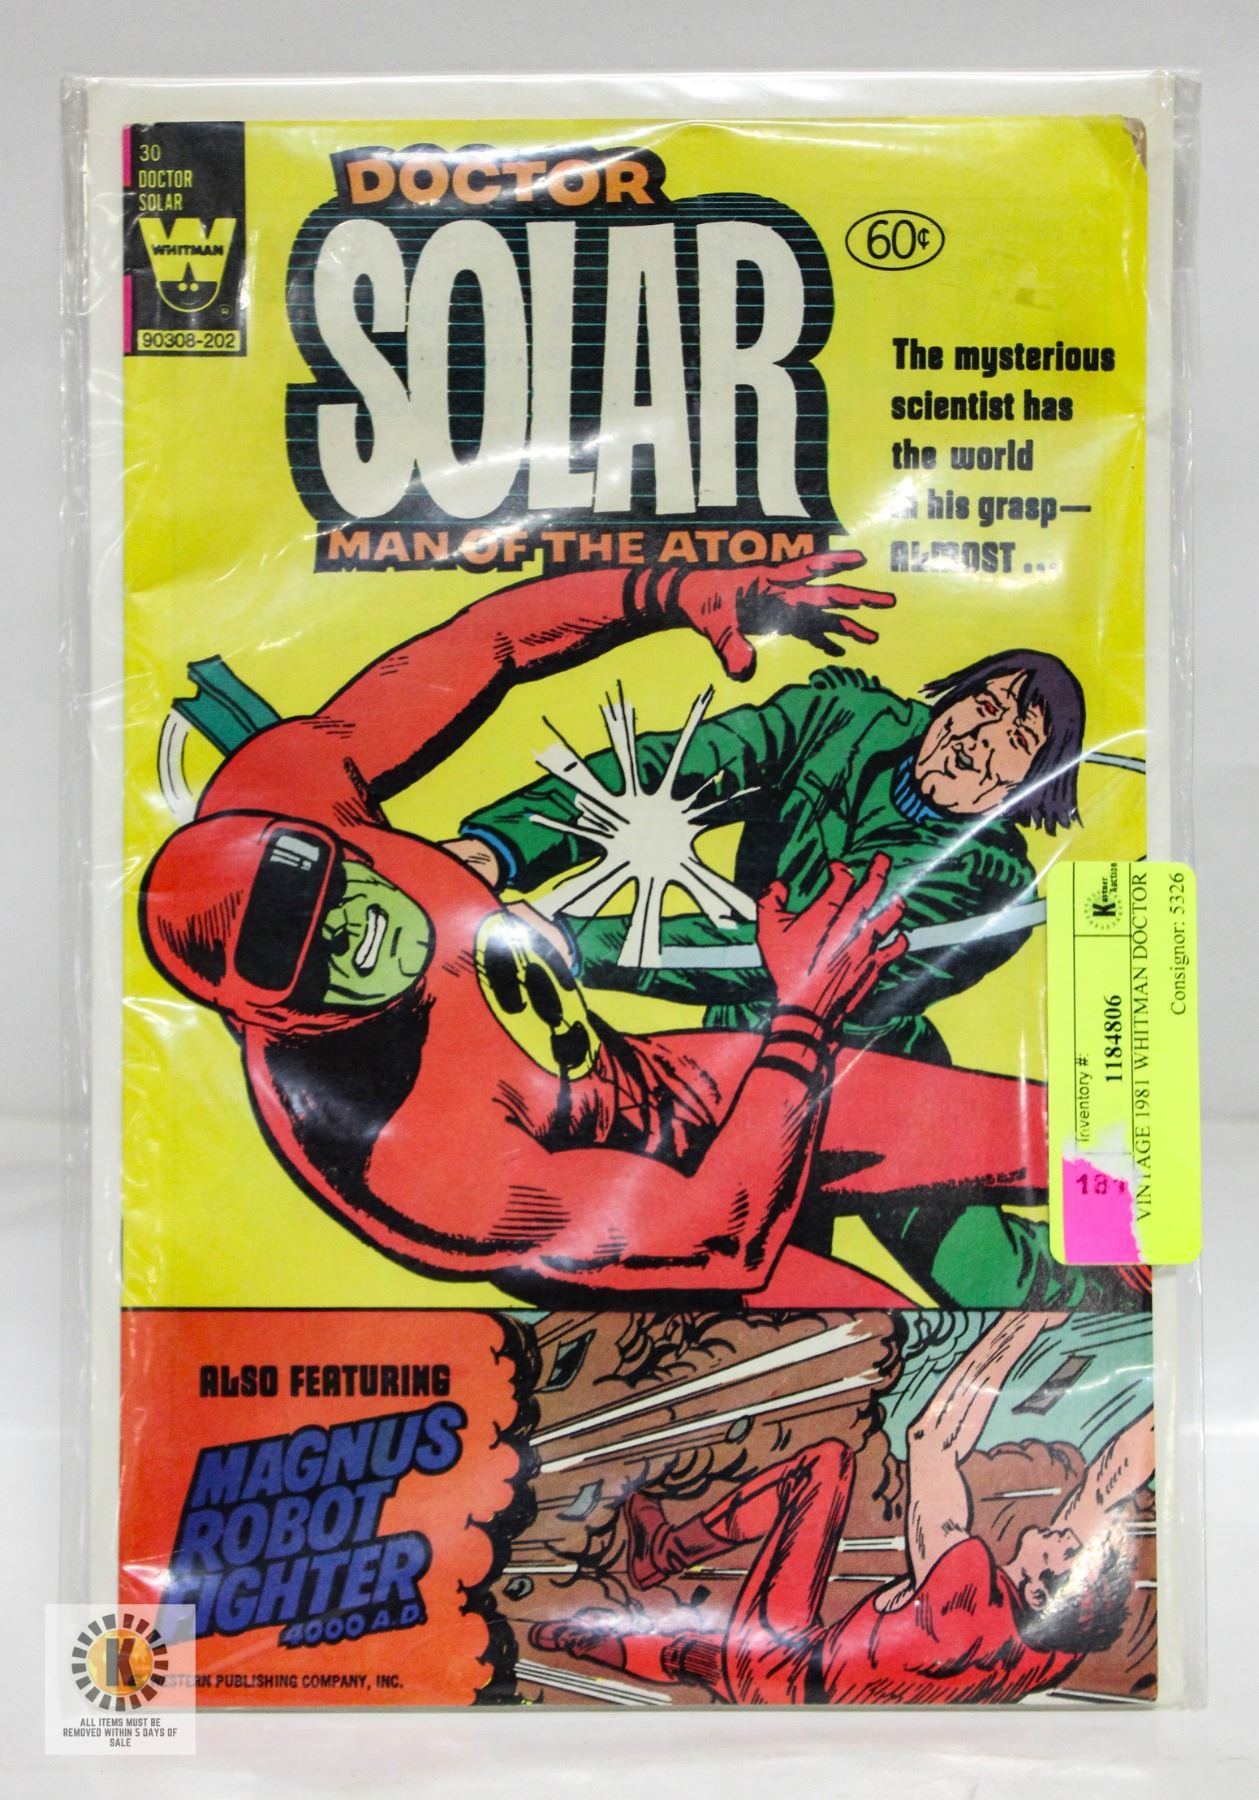 30
DOCTOR
SOLAR
WHITMAN
®
90308-202
DOCTOR
SOLAR
MAN OF THE ATOM
60¢
The mysterious
scientist has
the world
in his grasp—
ALMOST...
ALSO FEATURING
MAGNUS
ROBOT
FIGHTER
4000 A.D.
WESTERN PUBLISHING COMPANY, INC.
Kastner
Auction
Inventory #:
1184806
VINTAGE 1981 WHITMAN DOCTOR
Consignor: 5326
K
ALL ITEMS MUST BE
REMOVED WITHIN 5 DAYS OF
SALE